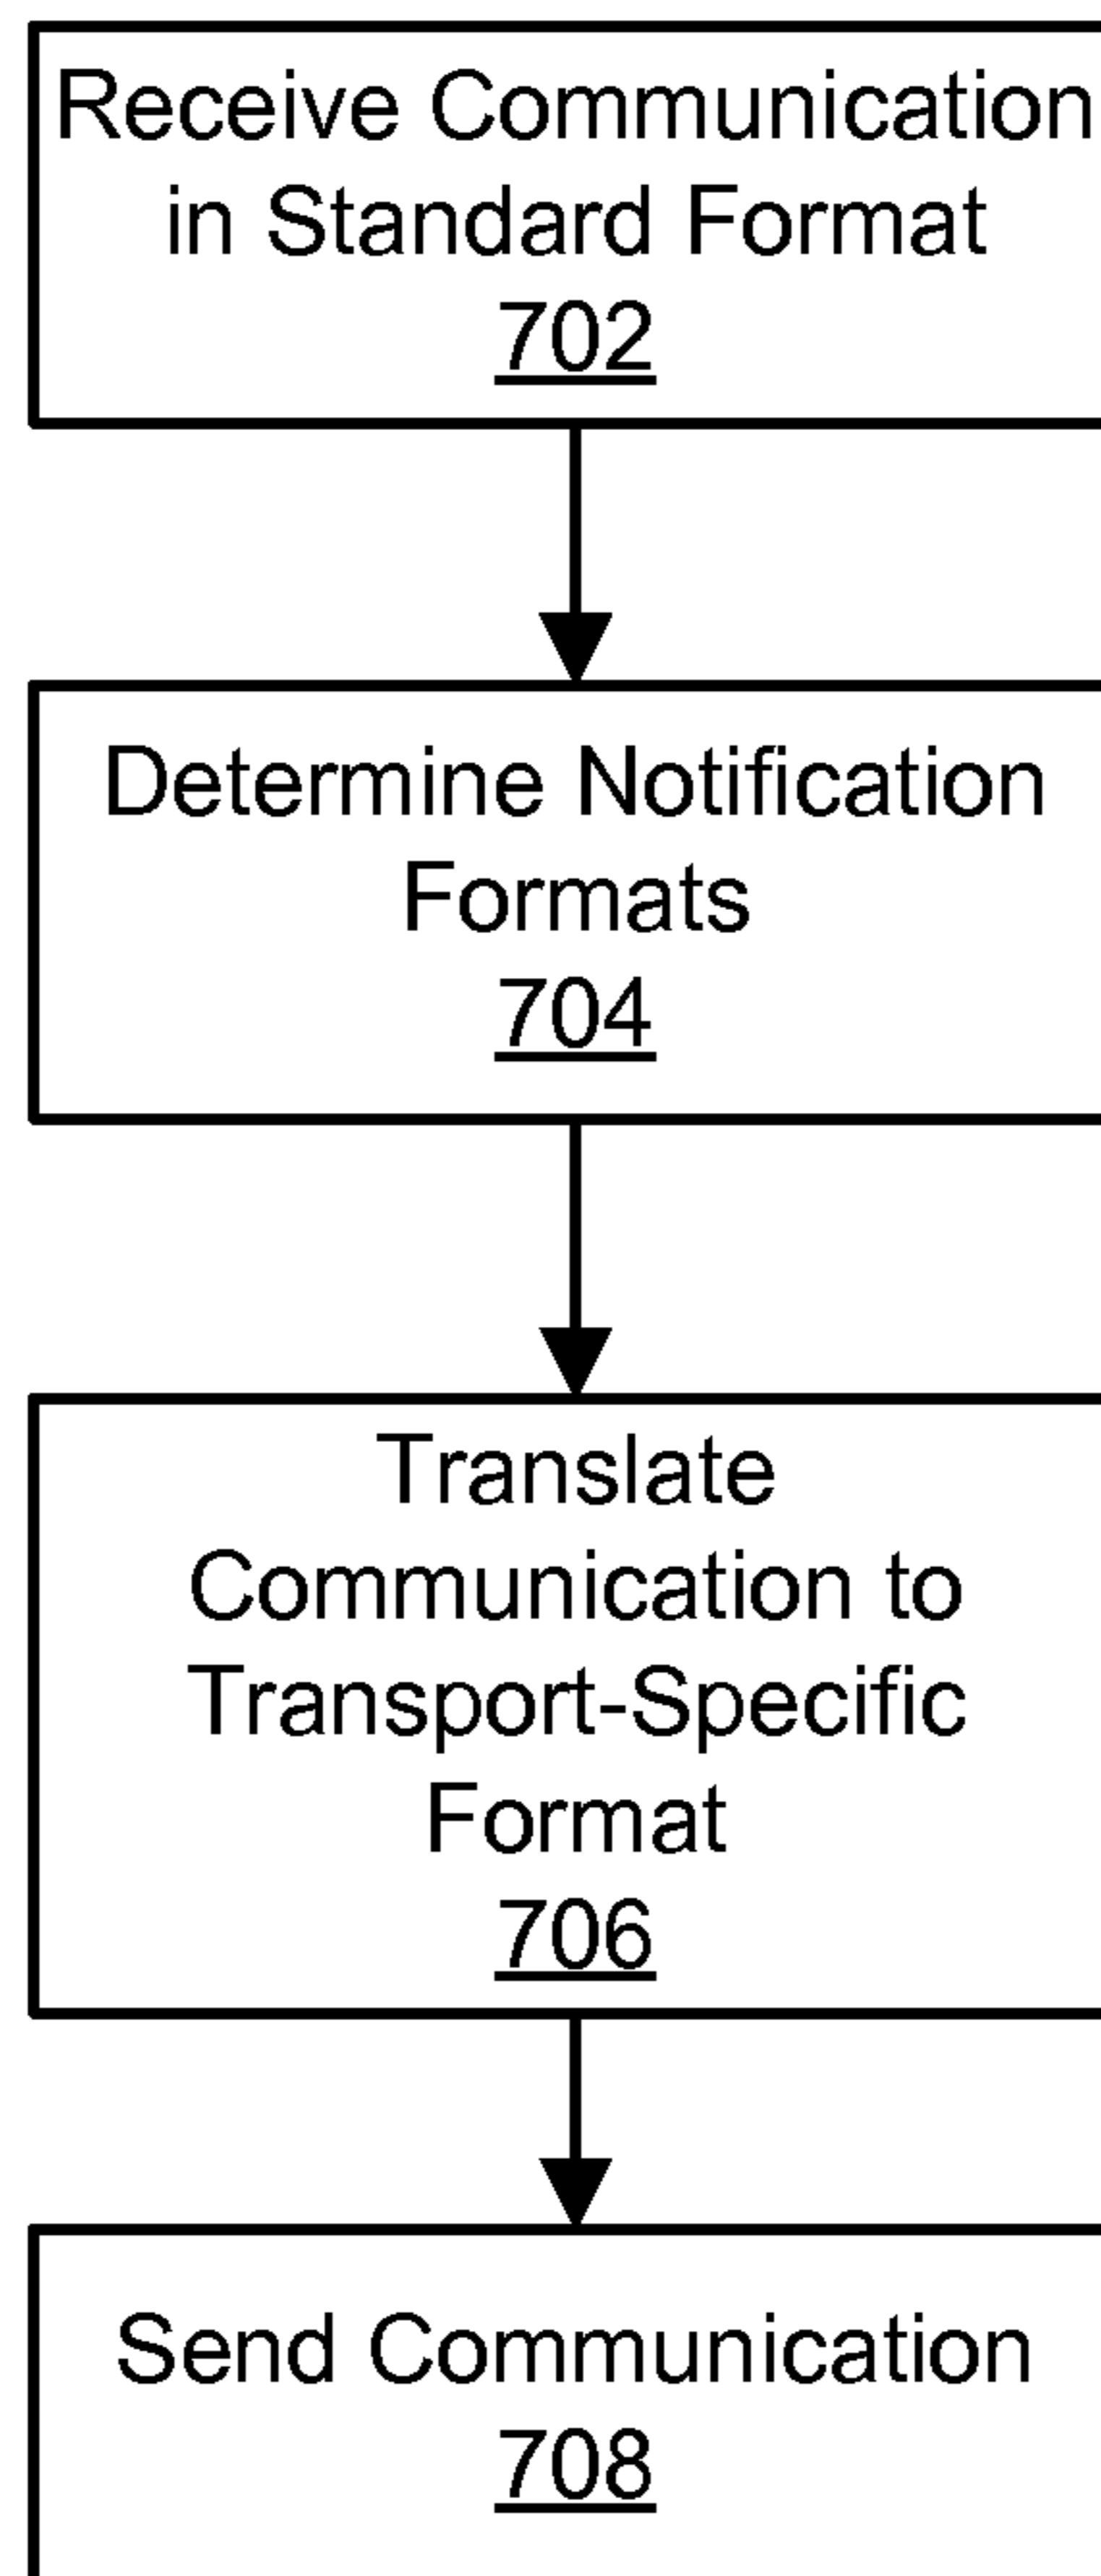 Receive Communication
in Standard Format
702
Determine Notification
Formats
704
Translate
Communication to
Transport-Specific
Format
706
Send Communication
708